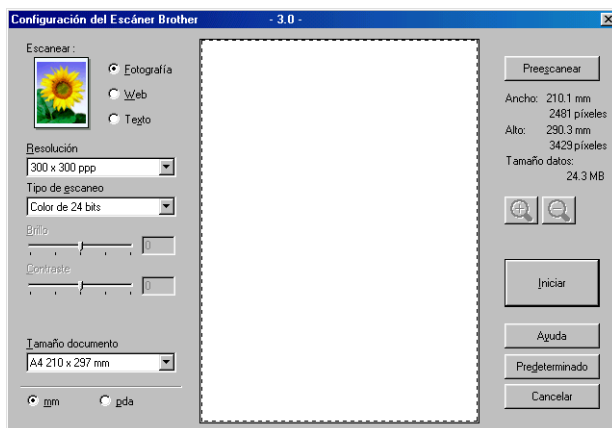 Configuración del Escáner Brother - 3.0 -
Escanear :
Fotografía
Web
Texto
Resolución
300 x 300 ppp
Tipo de escaneo
Color de 24 bits
Brillo
0
Contraste
0
Tamaño documento
A4 210 x 297 mm
mm
pda
Preescanear
Ancho: 210.1 mm
2481 píxeles
Alto: 290.3 mm
3429 píxeles
Tamaño datos:
24.3 MB
Iniciar
Ayuda
Predeterminado
Cancelar